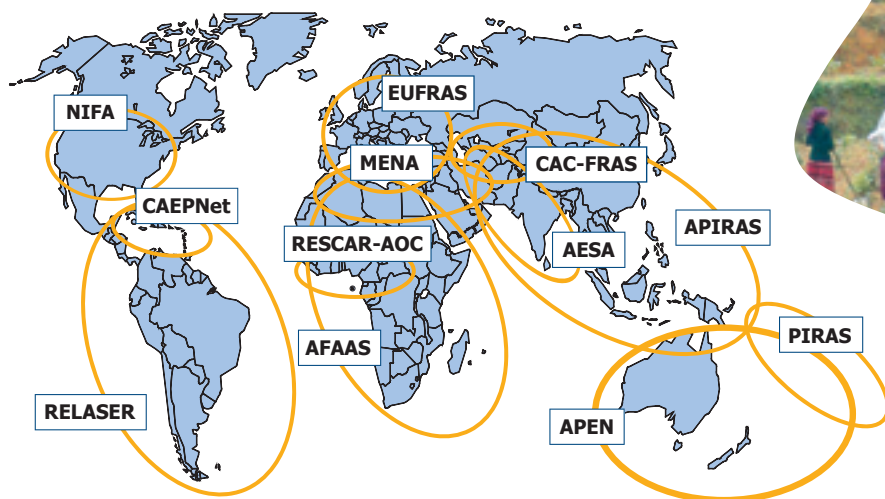 NIFA
EUFRAS
MENA
CAC-FRAS
CAEPNet
RESCAR-AOC
AESA
APIRAS
AFAAS
PIRAS
RELASER
APEN